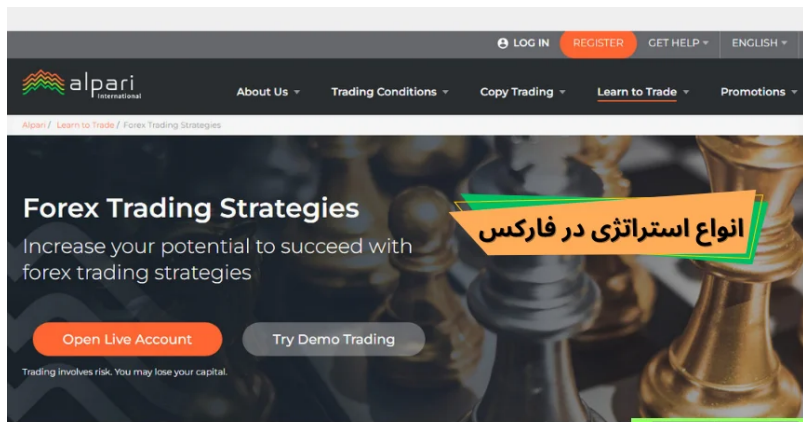 LOG IN
REGISTER
GET HELP
ENGLISH
alpari
International
About Us
Trading Conditions
Copy Trading
Learn to Trade
Promotions
Alpari / Learn to Trade / Forex Trading Strategies
Forex Trading Strategies
Increase your potential to succeed with
forex trading strategies
انواع استراتژی در فارکس
Open Live Account
Try Demo Trading
Trading involves risk. You may lose your capital.